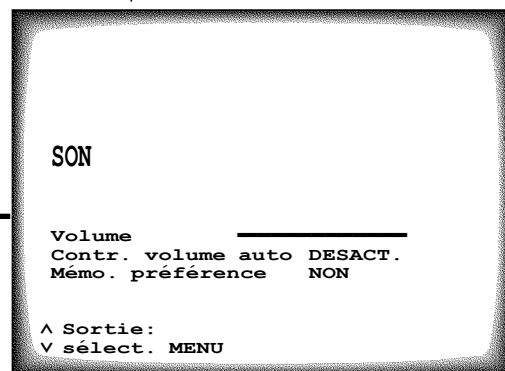 SON
Volume
Contr. volume auto DESACT.
Mémo. préférence NON
∧ Sortie:
∨ sélect. MENU